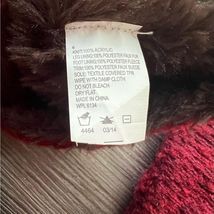 KNIT:100% ACRYLIC
LEG LINING:100% POLYESTER FAUX FUR
FOOT LINING:100% POLYESTER FLEECE
TRIM:100% POLYESTER FAUX SUEDE
SOLE: TEXTILE COVERED TPR
WIPE WITH DAMP CLOTH
DO NOT BLEACH
DRY FLAT.
MADE IN CHINA
WPL 9134
4464 03/14